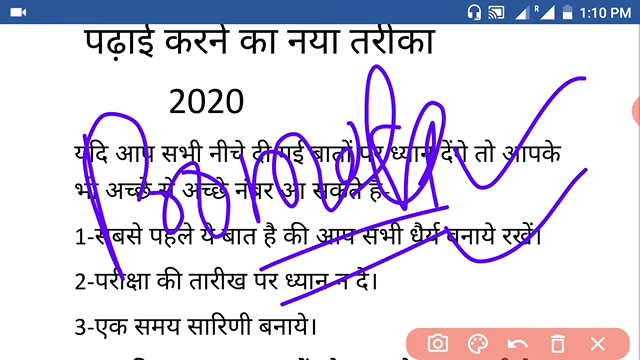 1:10 PM
पढ़ाई करने का नया तरीका
2020
यदि आप सभी नीचे दी गई बातों पर ध्यान देंगे तो आपके
भी अच्छे से अच्छे नंबर आ सकते है-
1-सबसे पहले ये बात है की आप सभी धैर्य बनाये रखें।
2-परीक्षा की तारीख पर ध्यान न दे।
3-एक समय सारिणी बनाये।